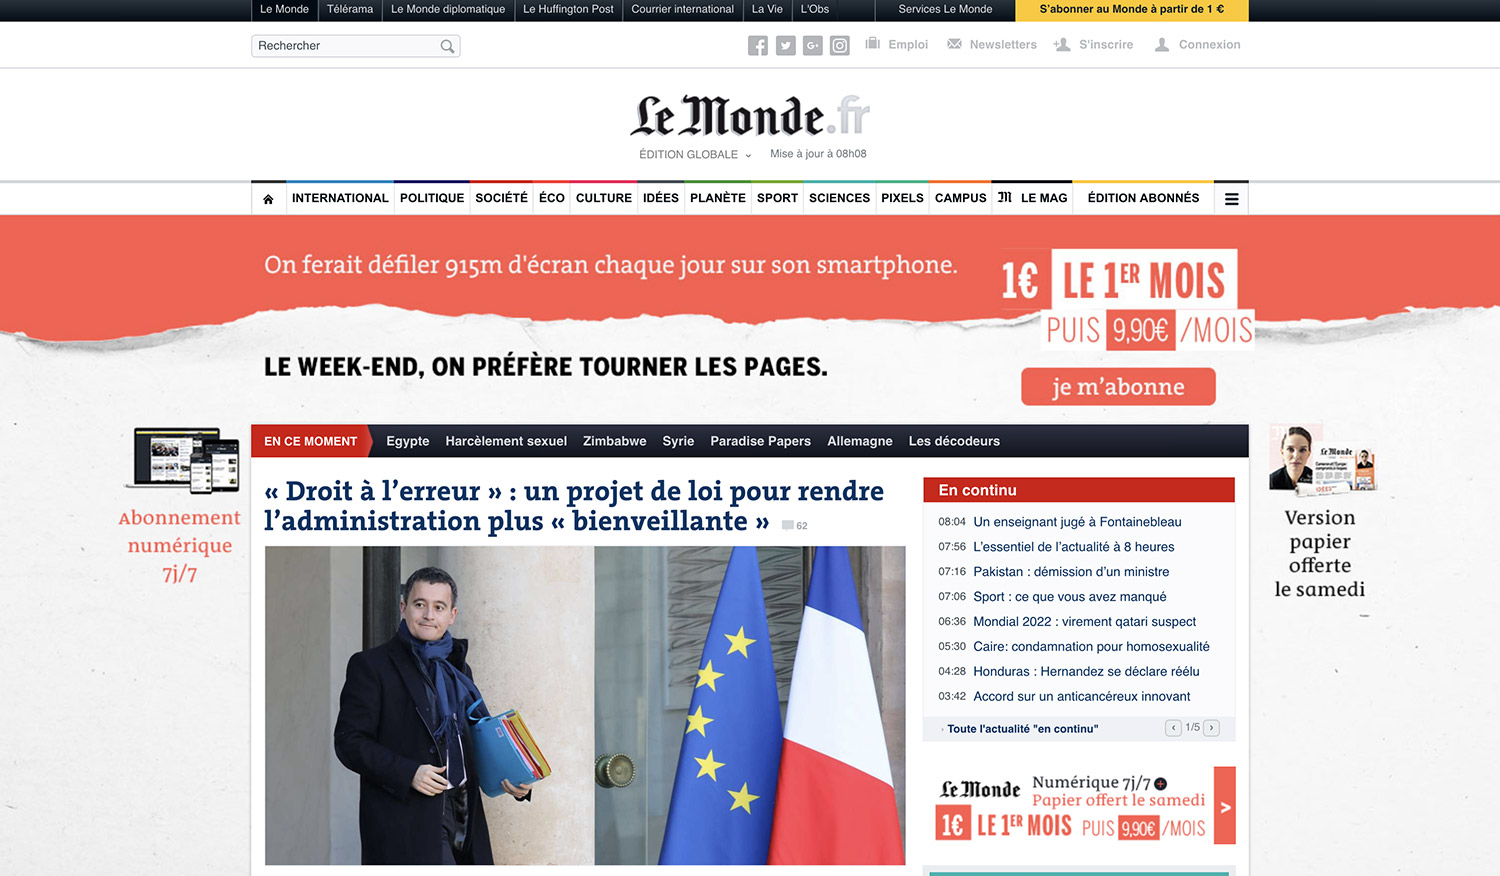 Le Monde Télérama Le Monde diplomatique Le Huffington Post Courrier international La Vie L'Obs Services Le Monde S'abonner au Monde à partir de 1 €
Rechercher Emploi Newsletters S'inscrire Connexion
Le Monde.fr
ÉDITION GLOBALE Mise à jour à 08h08
INTERNATIONAL POLITIQUE SOCIÉTÉ ÉCO CULTURE IDÉES PLANÈTE SPORT SCIENCES PIXELS CAMPUS M LE MAG ÉDITION ABONNÉS
On ferait défiler 915m d'écran chaque jour sur son smartphone.
1€ LE 1ER MOIS
PUIS 9,90€ /MOIS
LE WEEK-END, ON PRÉFÈRE TOURNER LES PAGES.
je m'abonne
EN CE MOMENT Egypte Harcèlement sexuel Zimbabwe Syrie Paradise Papers Allemagne Les décodeurs
Abonnement
numérique
7j/7
« Droit à l'erreur » : un projet de loi pour rendre
l'administration plus « bienveillante » 62
En continu
08:04 Un enseignant jugé à Fontainebleau
07:56 L'essentiel de l'actualité à 8 heures
07:16 Pakistan : démission d'un ministre
07:06 Sport : ce que vous avez manqué
06:36 Mondial 2022 : virement qatari suspect
05:30 Caire: condamnation pour homosexualité
04:28 Honduras : Hernandez se déclare réélu
03:42 Accord sur un anticancéreux innovant
Toute l'actualité "en continu" ‹ 1/5 ›
Le Monde Numérique 7j/7 +
Papier offert le samedi
1€ LE 1ER MOIS PUIS 9,90€ /MOIS >
Le Monde
Version
papier
offerte
le samedi